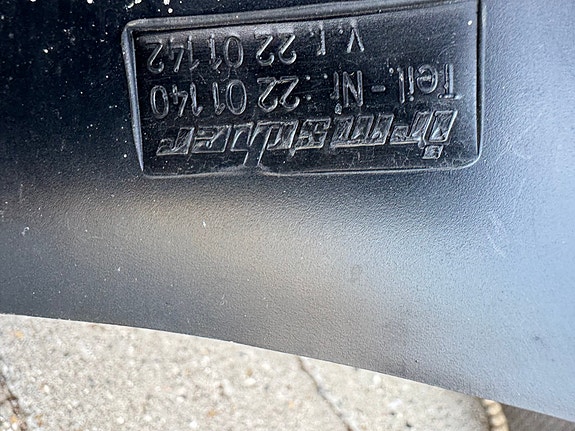 irmscher
Teil.-Nr.: 22 01 140
V.r. 22 01 142